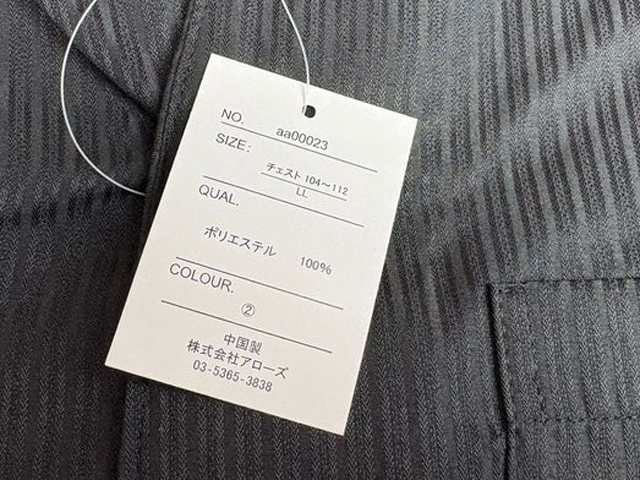 NO. aa00023
SIZE:
チェスト 104～112
LL
QUAL.
ポリエステル 100%
COLOUR.
②
中国製
株式会社アローズ
03-5365-3838